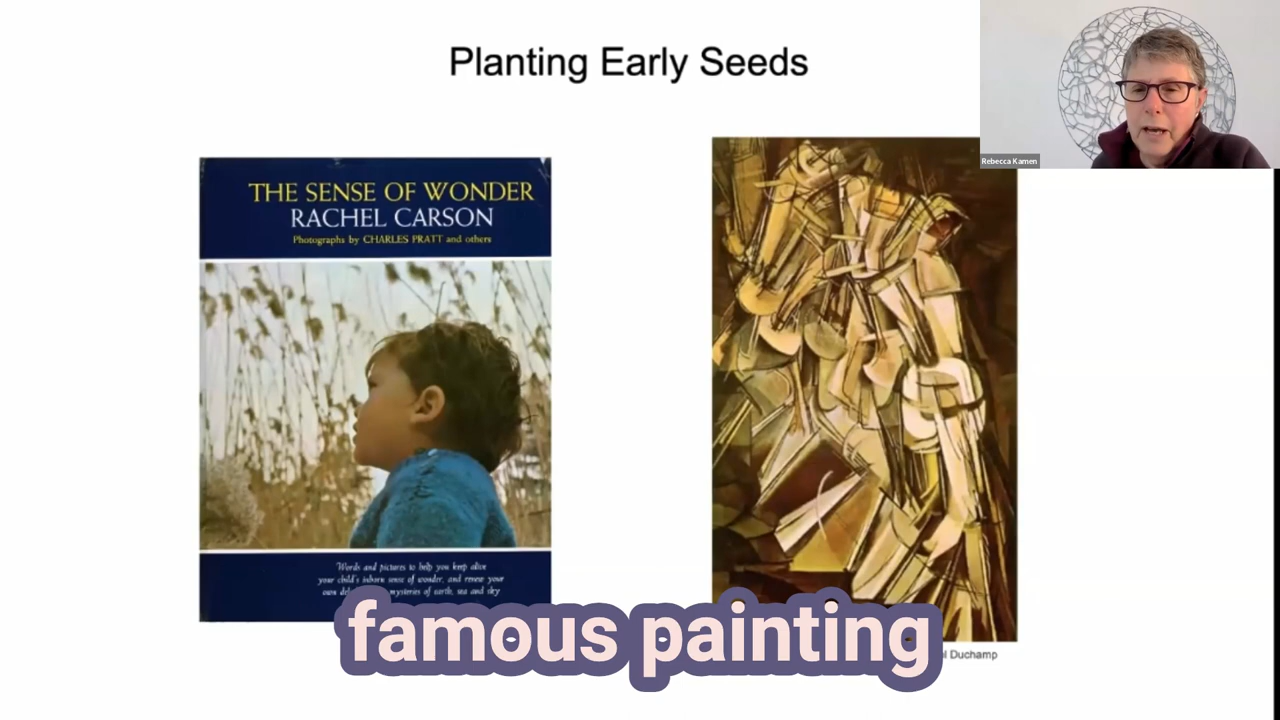 Planting Early Seeds
Rebecca Kamen
THE SENSE OF WONDER
RACHEL CARSON
Photographs by CHARLES PRATT and others
Words and pictures to help you keep alive
your child's inborn sense of wonder, and renew your
own mysteries of earth, sea and sky
famous painting
Duchamp